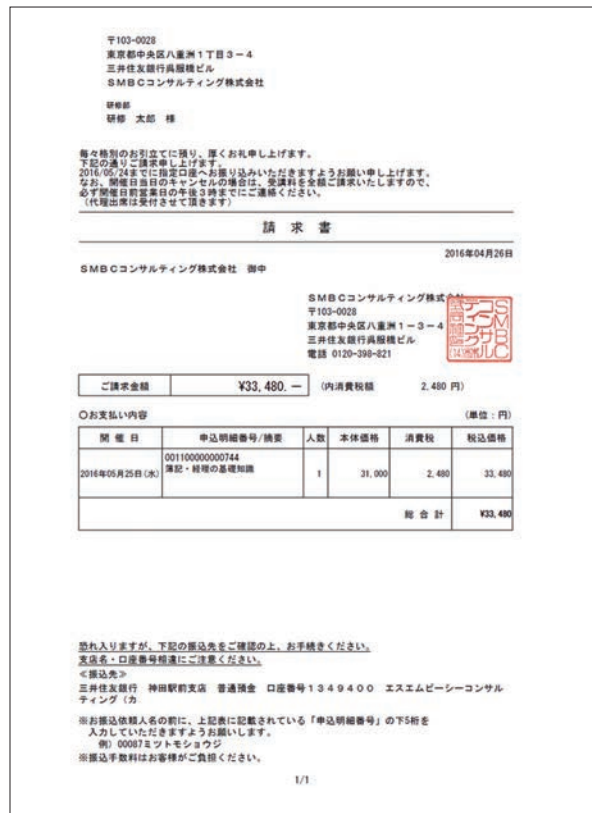 〒103-0028
東京都中央区八重洲1丁目3-4
三井住友銀行呉服橋ビル
SMBCコンサルティング株式会社
研修部
研修 太郎 様
毎々格別のお引立てに預り、厚くお礼申し上げます。
下記の通りご請求申し上げます。
2016/05/24までに指定口座へお振り込みいただきますようお願い申し上げます。
なお、開催日当日のキャンセルの場合は、受講料を全額ご請求いたしますので、
必ず開催日前営業日の午後3時までにご連絡ください。
(代理出席は受付させて頂きます)
請 求 書
2016年04月26日
SMBCコンサルティング株式会社 御中
SMBCコンサルティング株式
〒103-0028
東京都中央区八重洲1-3-4
三井住友銀行呉服橋ビル
電話 0120-398-821
SMBC
コンサル
ティング
ご請求金額 ¥33,480.- (内消費税額 2,480 円)
○お支払い内容 (単位:円)
開 催 日 申込明細番号/摘要 人数 本体価格 消費税 税込価格
001100000000744
2016年05月25日(水) 簿記・経理の基礎知識 1 31,000 2,480 33,480
総 合 計 ¥33,480
恐れ入りますが、下記の振込先をご確認の上、お手続きください。
支店名・口座番号相違にご注意ください。
≪振込先≫
三井住友銀行 神田駅前支店 普通預金 口座番号1349400 エスエムビーシーコンサル
ティング(カ
※お振込依頼人名の前に、上記表に記載されている「申込明細番号」の下5桁を
入力していただきますようお願いします。
例)00087ミツトモショウジ
※振込手数料はお客様がご負担ください。
1/1